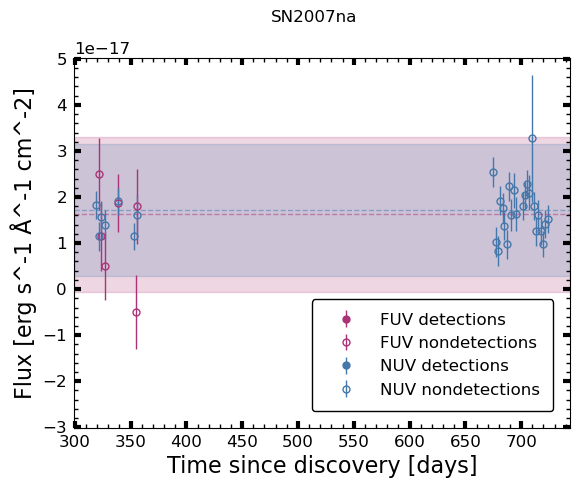 SN2007na
1e−17
5
4
3
2
1
0
−1
−2
−3
Flux [erg s^-1 Å^-1 cm^-2]
FUV detections
FUV nondetections
NUV detections
NUV nondetections
300 350 400 450 500 550 600 650 700
Time since discovery [days]